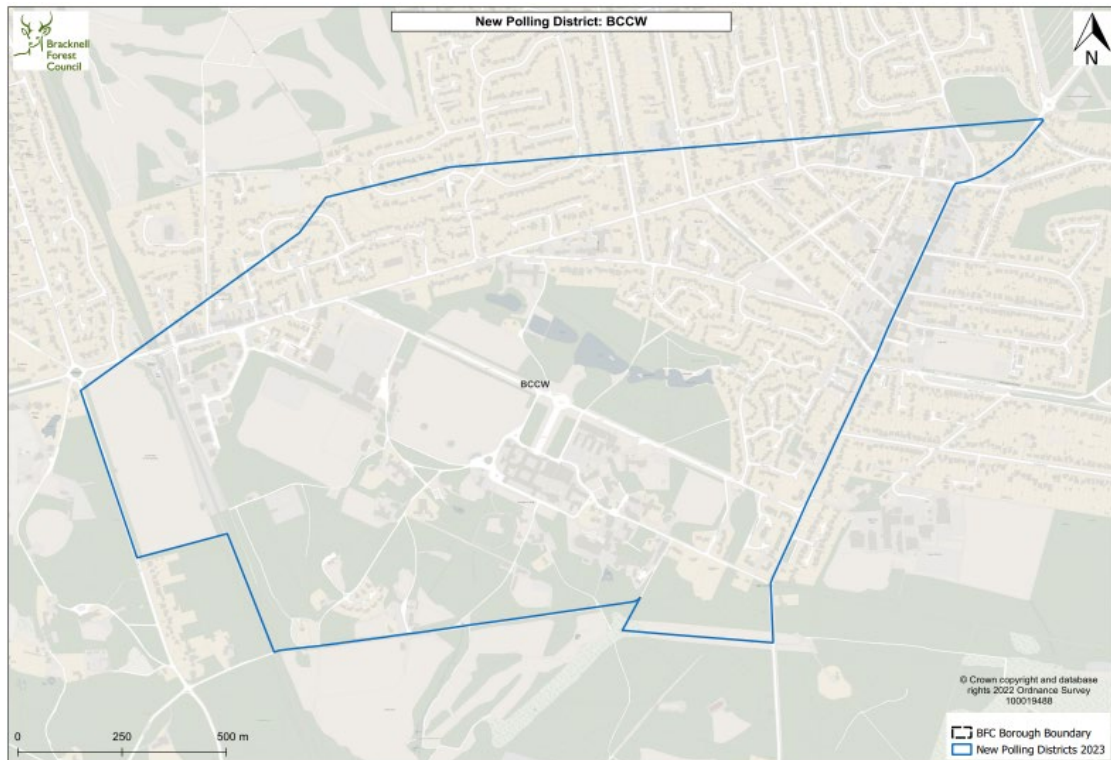 New Polling District: BCCW
Bracknell
Forest
Council
N
BCCW
© Crown copyright and database
rights 2022 Ordnance Survey
100019488
0 250 500 m
BFC Borough Boundary
New Polling Districts 2023